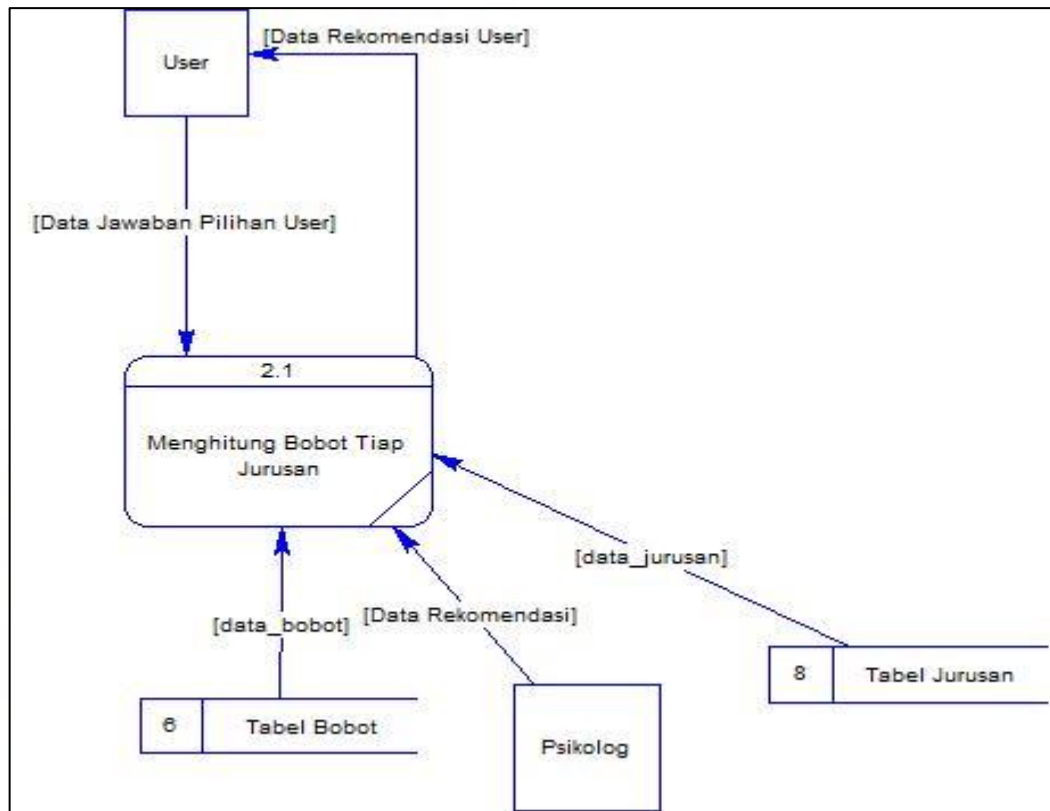 [Data Rekomendasi User]
User
[Data Jawaban Pilihan User]
2.1
Menghitung Bobot Tiap
Jurusan
[data_jurusan]
[Data Rekomendasi]
[data_bobot]
8 Tabel Jurusan
6 Tabel Bobot
Psikolog